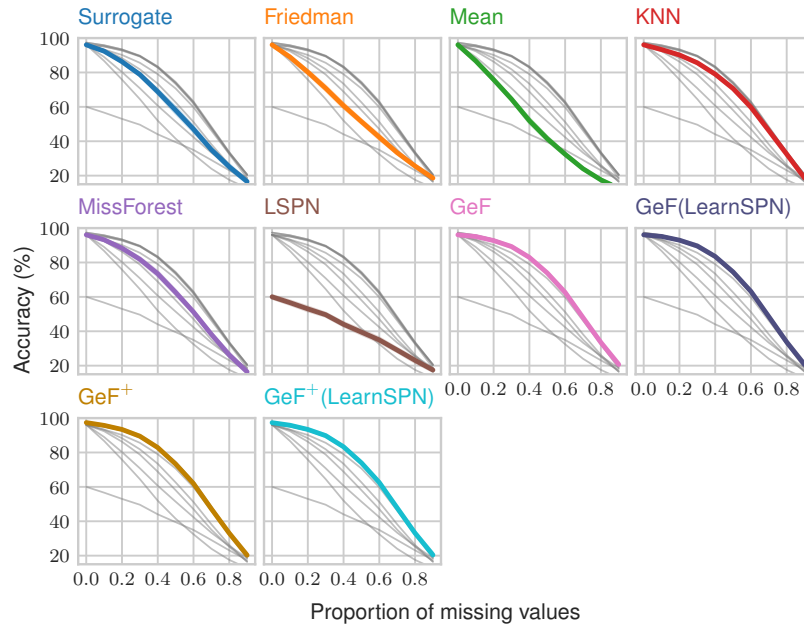 Surrogate Friedman Mean KNN
100
80
60
40
20
MissForest LSPN GeF GeF(LearnSPN)
100
80
60
40
20
Accuracy (%)
0.0 0.2 0.4 0.6 0.8 0.0 0.2 0.4 0.6 0.8
GeF⁺ GeF⁺(LearnSPN)
100
80
60
40
20
0.0 0.2 0.4 0.6 0.8 0.0 0.2 0.4 0.6 0.8
Proportion of missing values